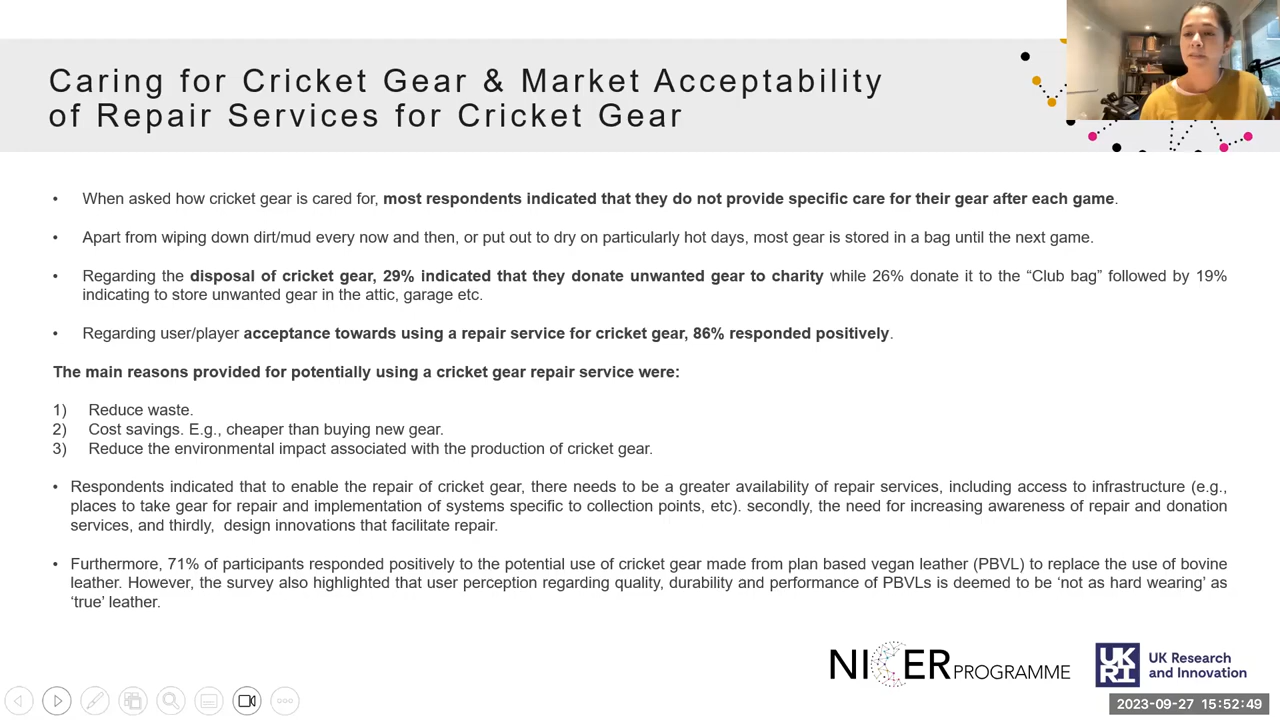 Caring for Cricket Gear & Market Acceptability
of Repair Services for Cricket Gear
• When asked how cricket gear is cared for, most respondents indicated that they do not provide specific care for their gear after each game.
• Apart from wiping down dirt/mud every now and then, or put out to dry on particularly hot days, most gear is stored in a bag until the next game.
• Regarding the disposal of cricket gear, 29% indicated that they donate unwanted gear to charity while 26% donate it to the “Club bag” followed by 19%
indicating to store unwanted gear in the attic, garage etc.
• Regarding user/player acceptance towards using a repair service for cricket gear, 86% responded positively.
The main reasons provided for potentially using a cricket gear repair service were:
1) Reduce waste.
2) Cost savings. E.g., cheaper than buying new gear.
3) Reduce the environmental impact associated with the production of cricket gear.
• Respondents indicated that to enable the repair of cricket gear, there needs to be a greater availability of repair services, including access to infrastructure (e.g.,
places to take gear for repair and implementation of systems specific to collection points, etc). secondly, the need for increasing awareness of repair and donation
services, and thirdly, design innovations that facilitate repair.
• Furthermore, 71% of participants responded positively to the potential use of cricket gear made from plan based vegan leather (PBVL) to replace the use of bovine
leather. However, the survey also highlighted that user perception regarding quality, durability and performance of PBVLs is deemed to be ‘not as hard wearing’ as
‘true’ leather.
NICER PROGRAMME
UKRI UK Research
and Innovation
2023-09-27 15:52:49